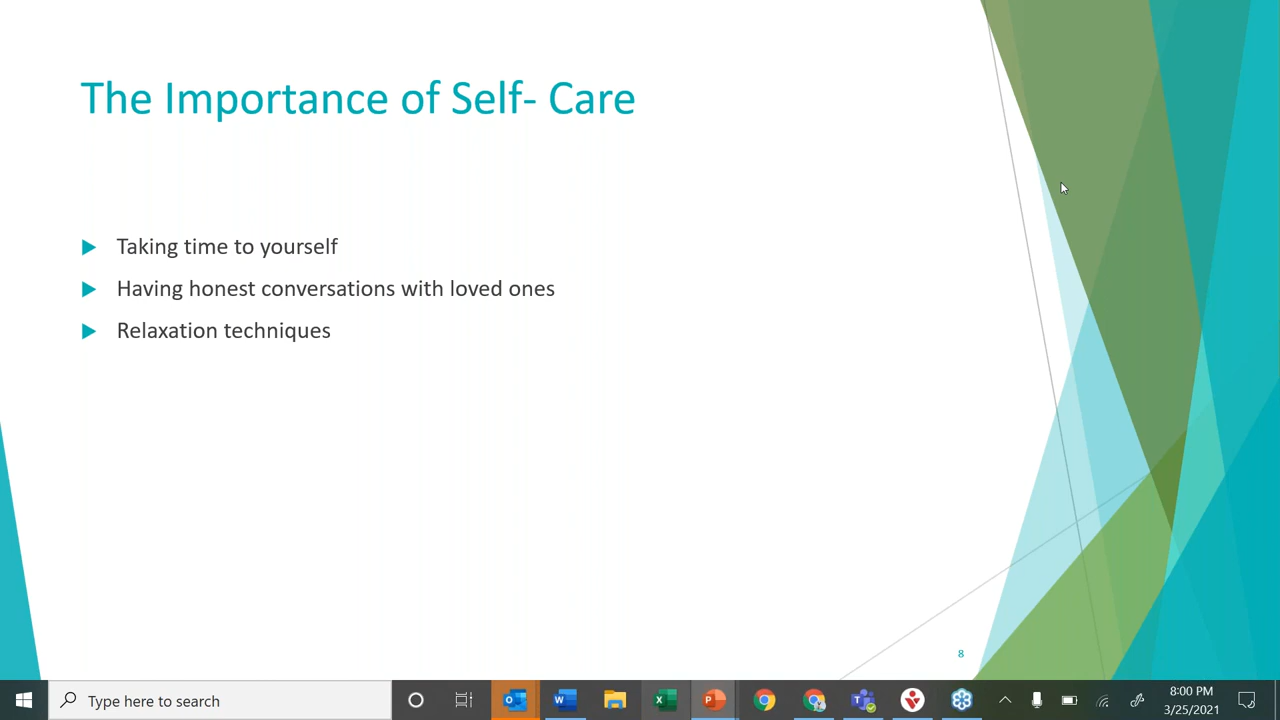 The Importance of Self- Care
Taking time to yourself
Having honest conversations with loved ones
Relaxation techniques
8
Type here to search
8:00 PM
3/25/2021